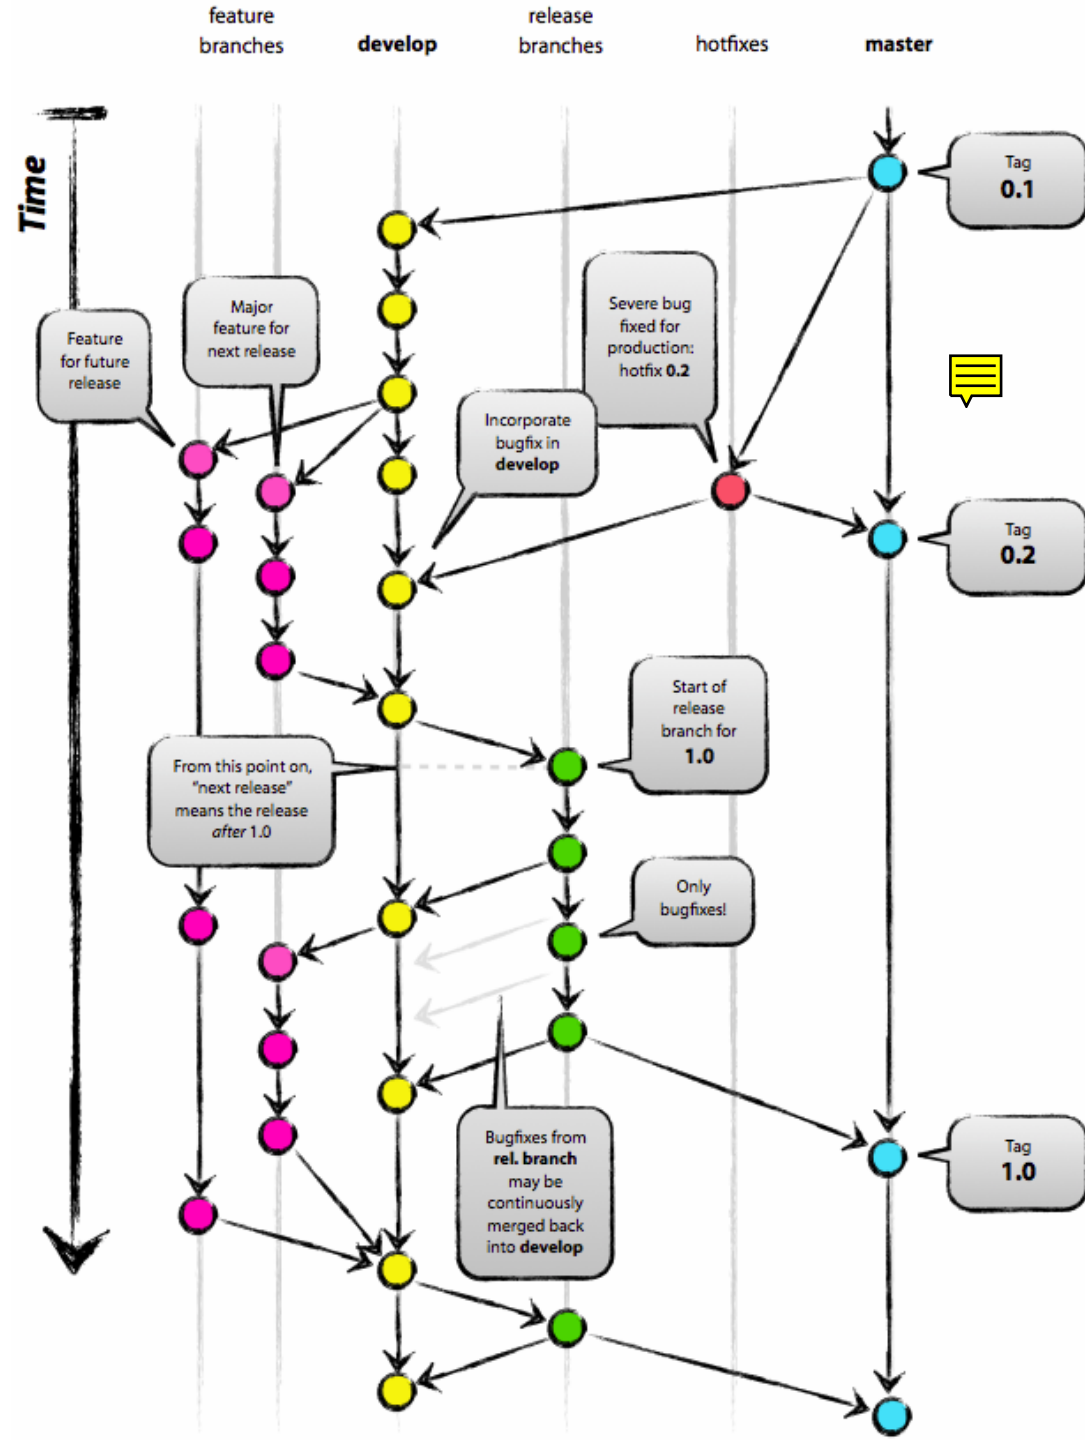 feature
branches
develop
release
branches
hotfixes
master
Time
Tag
0.1
Major
feature for
next release
Feature
for future
release
Severe bug
fixed for
production:
hotfix 0.2
Incorporate
bugfix in
develop
Tag
0.2
Start of
release
branch for
1.0
From this point on,
“next release”
means the release
after 1.0
Only
bugfixes!
Bugfixes from
rel. branch
may be
continuously
merged back
into develop
Tag
1.0